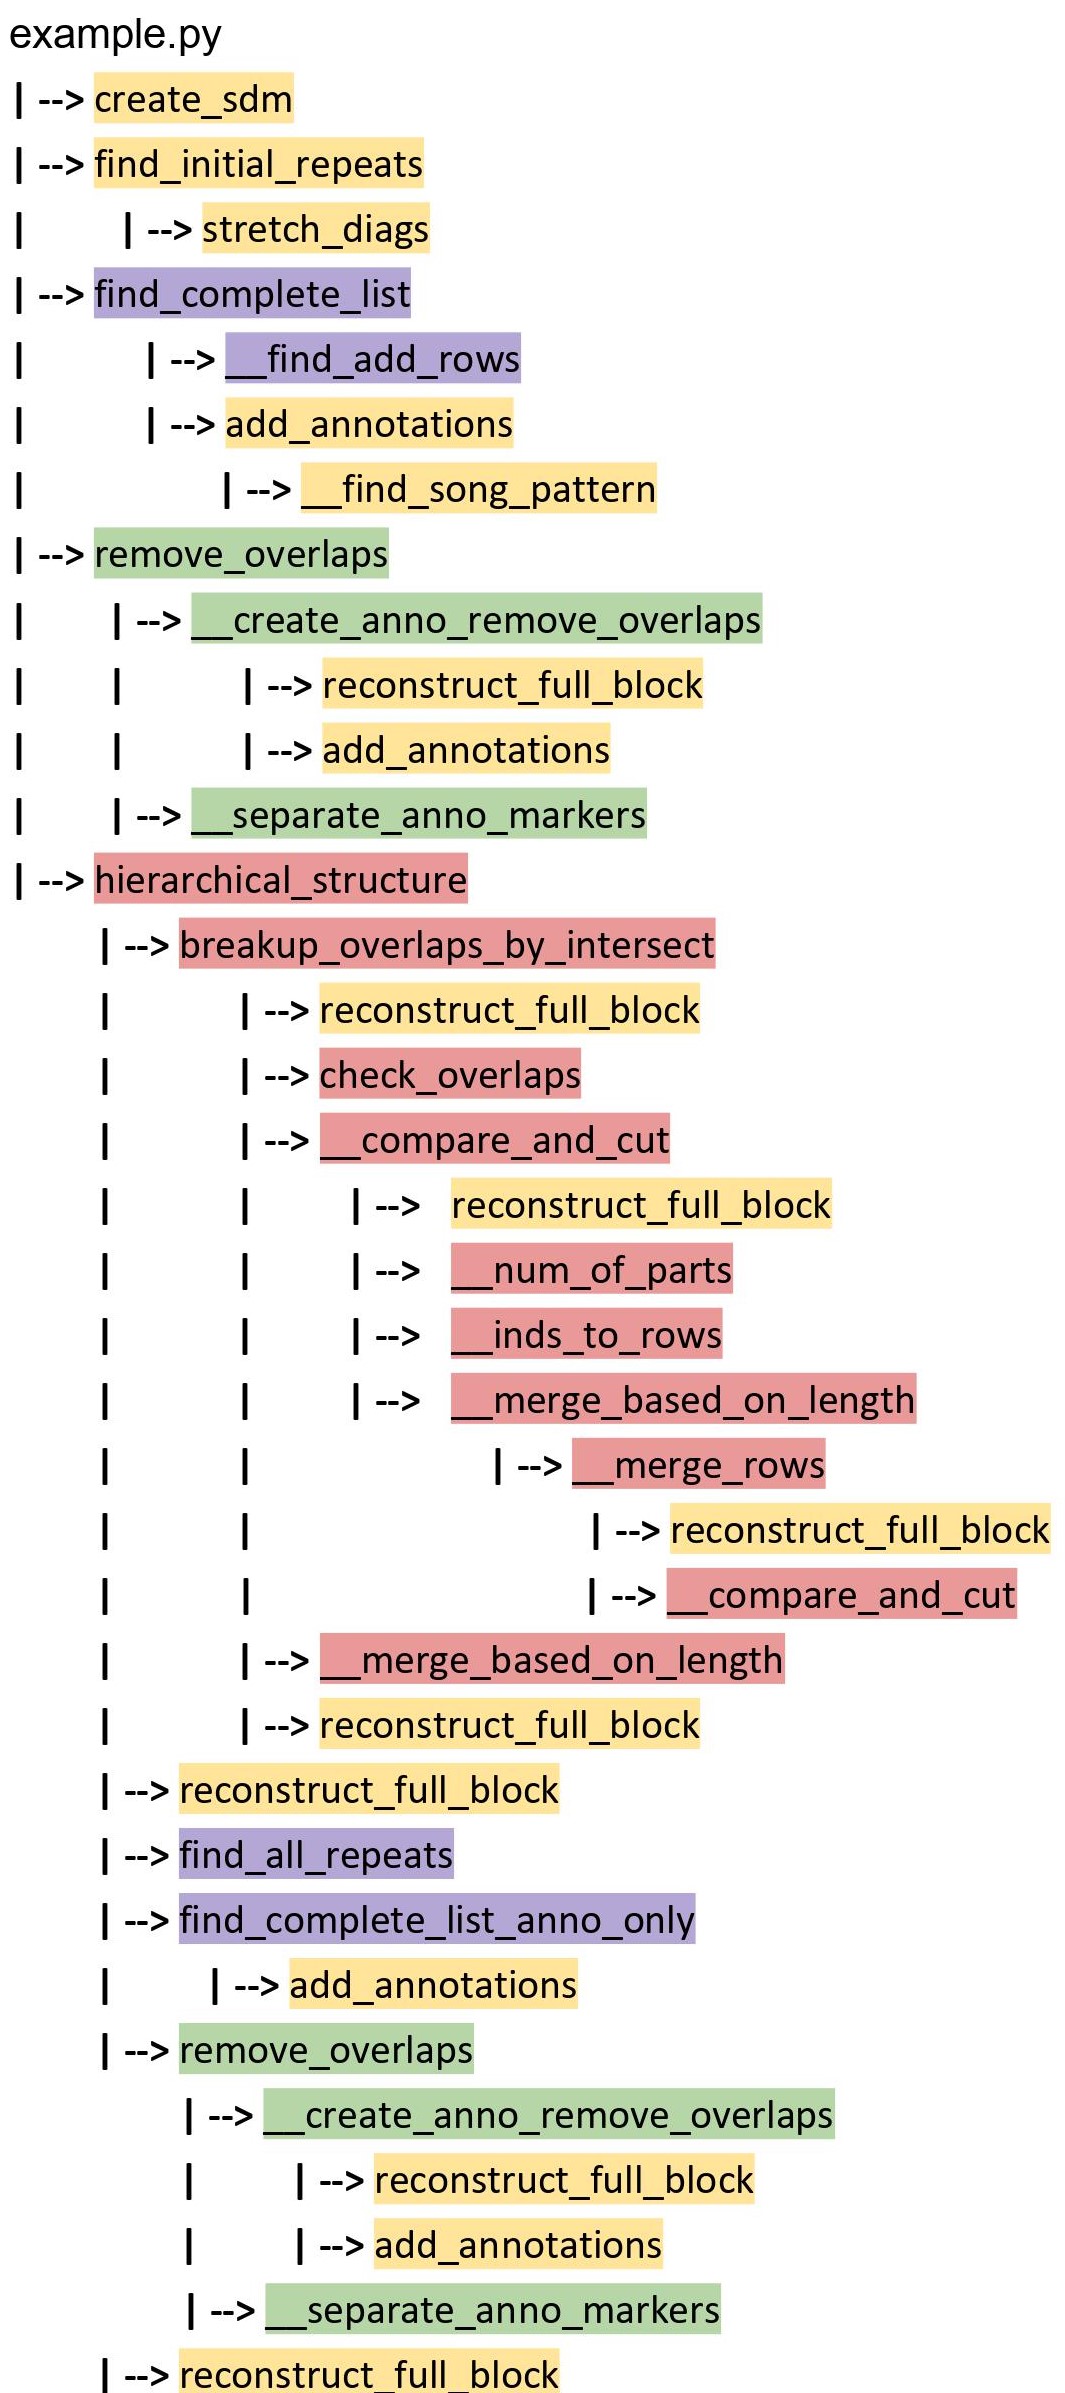 example.py
| --> create_sdm
| --> find_initial_repeats
| | --> stretch_diags
| --> find_complete_list
| | --> __find_add_rows
| | --> add_annotations
| | --> __find_song_pattern
| --> remove_overlaps
| | --> __create_anno_remove_overlaps
| | | --> reconstruct_full_block
| | | --> add_annotations
| | --> __separate_anno_markers
| --> hierarchical_structure
| --> breakup_overlaps_by_intersect
| | --> reconstruct_full_block
| | --> check_overlaps
| | --> __compare_and_cut
| | | --> reconstruct_full_block
| | | --> __num_of_parts
| | | --> __inds_to_rows
| | | --> __merge_based_on_length
| | | --> __merge_rows
| | | --> reconstruct_full_block
| | | --> __compare_and_cut
| | --> __merge_based_on_length
| | --> reconstruct_full_block
| --> reconstruct_full_block
| --> find_all_repeats
| --> find_complete_list_anno_only
| | --> add_annotations
| --> remove_overlaps
| --> __create_anno_remove_overlaps
| | --> reconstruct_full_block
| | --> add_annotations
| --> __separate_anno_markers
| --> reconstruct_full_block